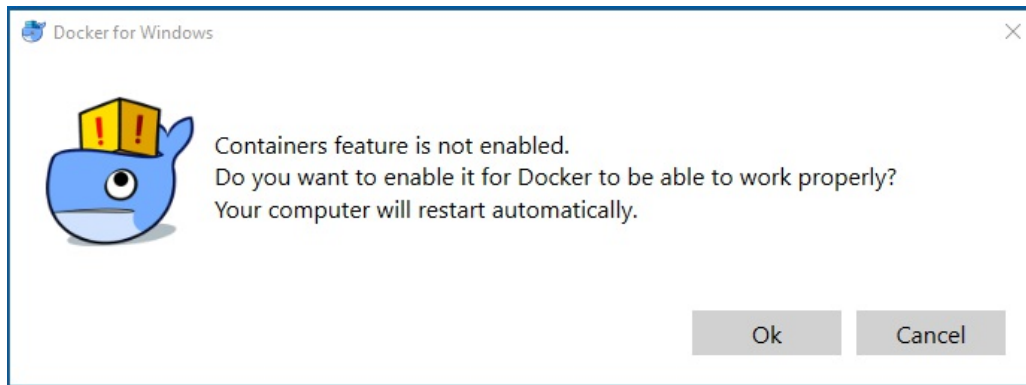 Docker for Windows
! !
Containers feature is not enabled.
Do you want to enable it for Docker to be able to work properly?
Your computer will restart automatically.
Ok Cancel